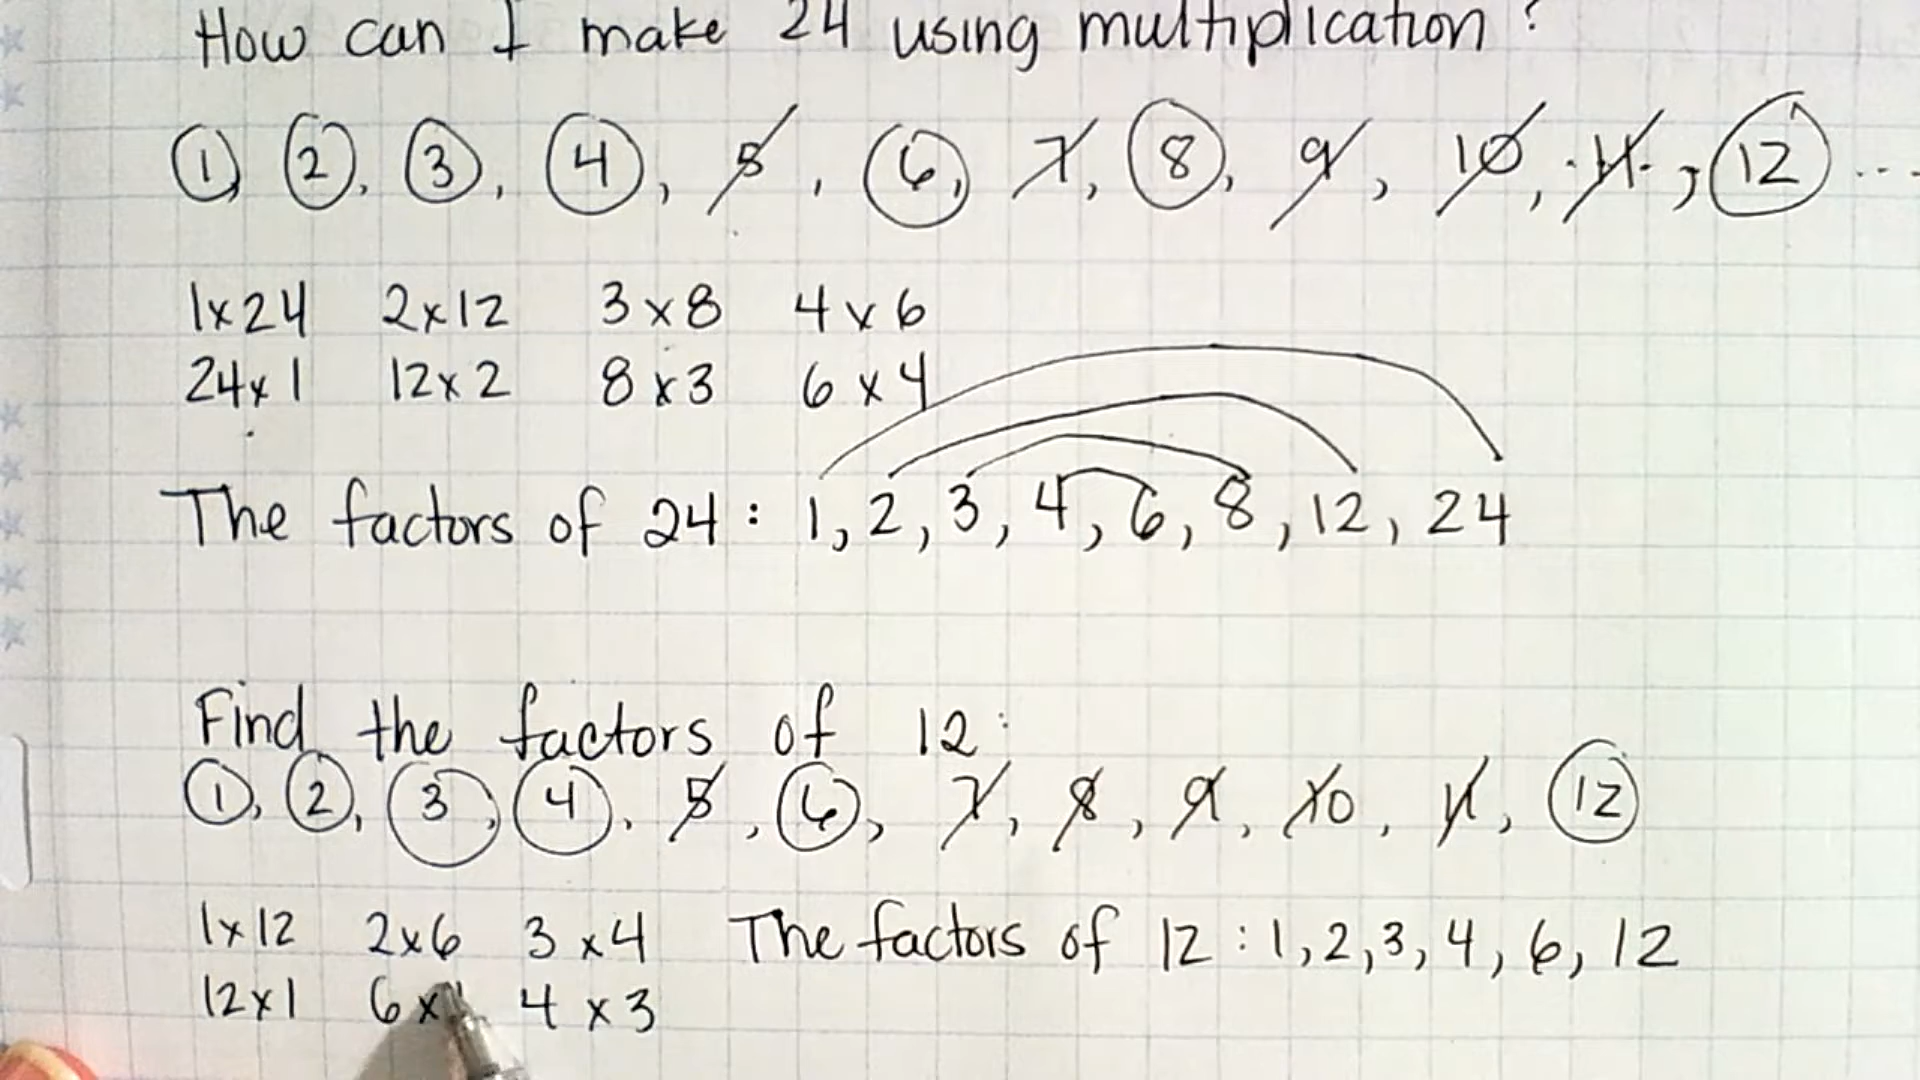 How can I make 24 using multiplication?
1, 2, 3, 4, 5, 6, 7, 8, 9, 10, 11, 12 ...
1x24 2x12 3x8 4x6
24x1 12x2 8x3 6x4
The factors of 24: 1, 2, 3, 4, 6, 8, 12, 24
Find the factors of 12:
1, 2, 3, 4, 5, 6, 7, 8, 9, 10, 11, 12
1x12 2x6 3x4 The factors of 12: 1, 2, 3, 4, 6, 12
12x1 6x 4x3